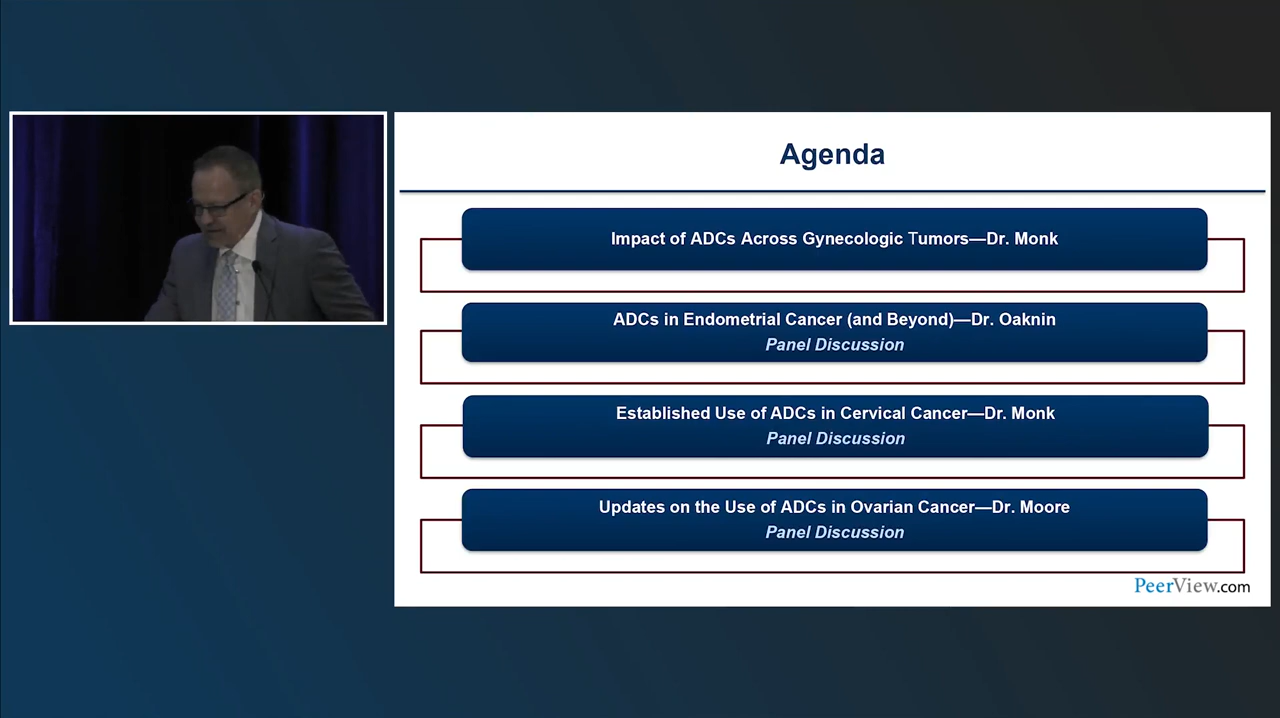 Agenda
Impact of ADCs Across Gynecologic Tumors—Dr. Monk
ADCs in Endometrial Cancer (and Beyond)—Dr. Oaknin
Panel Discussion
Established Use of ADCs in Cervical Cancer—Dr. Monk
Panel Discussion
Updates on the Use of ADCs in Ovarian Cancer—Dr. Moore
Panel Discussion
PeerView.com